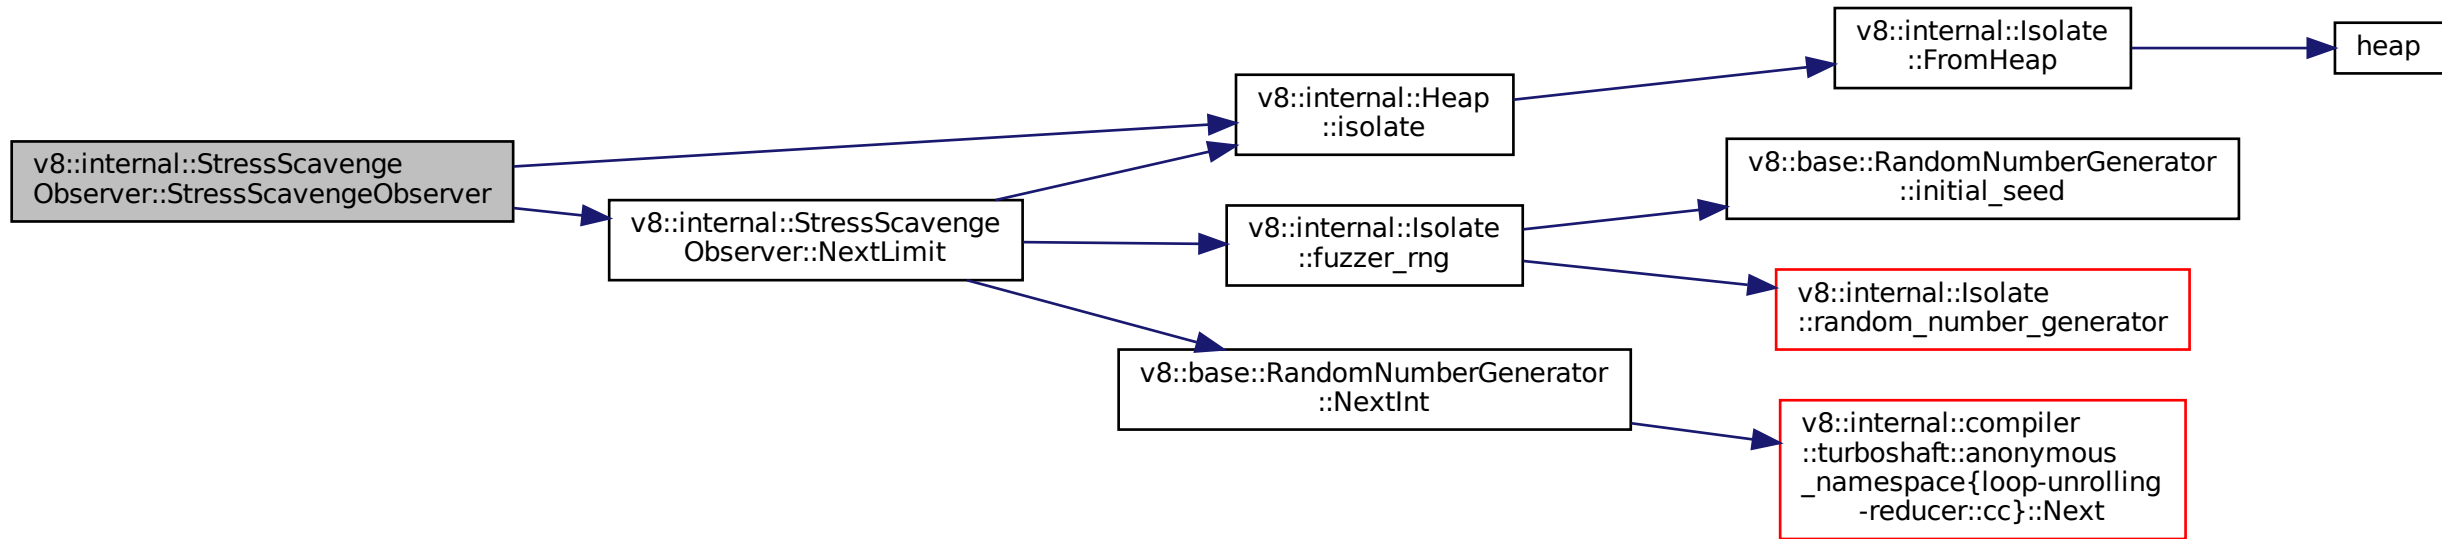 v8::internal::StressScavenge
Observer::StressScavengeObserver
v8::internal::Heap
::isolate
v8::internal::Isolate
::FromHeap
heap
v8::internal::StressScavenge
Observer::NextLimit
v8::internal::Isolate
::fuzzer_rng
v8::base::RandomNumberGenerator
::initial_seed
v8::internal::Isolate
::random_number_generator
v8::base::RandomNumberGenerator
::NextInt
v8::internal::compiler
::turboshaft::anonymous
_namespace{loop-unrolling
-reducer::cc}::Next